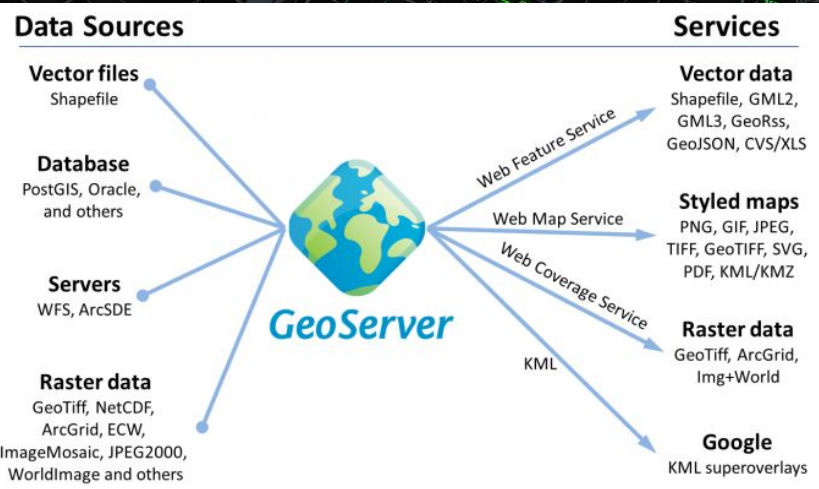 Data Sources
Services
Vector files
Shapefile
Database
PostGIS, Oracle,
and others
Servers
WFS, ArcSDE
Raster data
GeoTiff, NetCDF,
ArcGrid, ECW,
ImageMosaic, JPEG2000,
WorldImage and others
GeoServer
Web Feature Service
Web Map Service
Web Coverage Service
KML
Vector data
Shapefile, GML2,
GML3, GeoRss,
GeoJSON, CVS/XLS
Styled maps
PNG, GIF, JPEG,
TIFF, GeoTIFF, SVG,
PDF, KML/KMZ
Raster data
GeoTiff, ArcGrid,
Img+World
Google
KML superoverlays